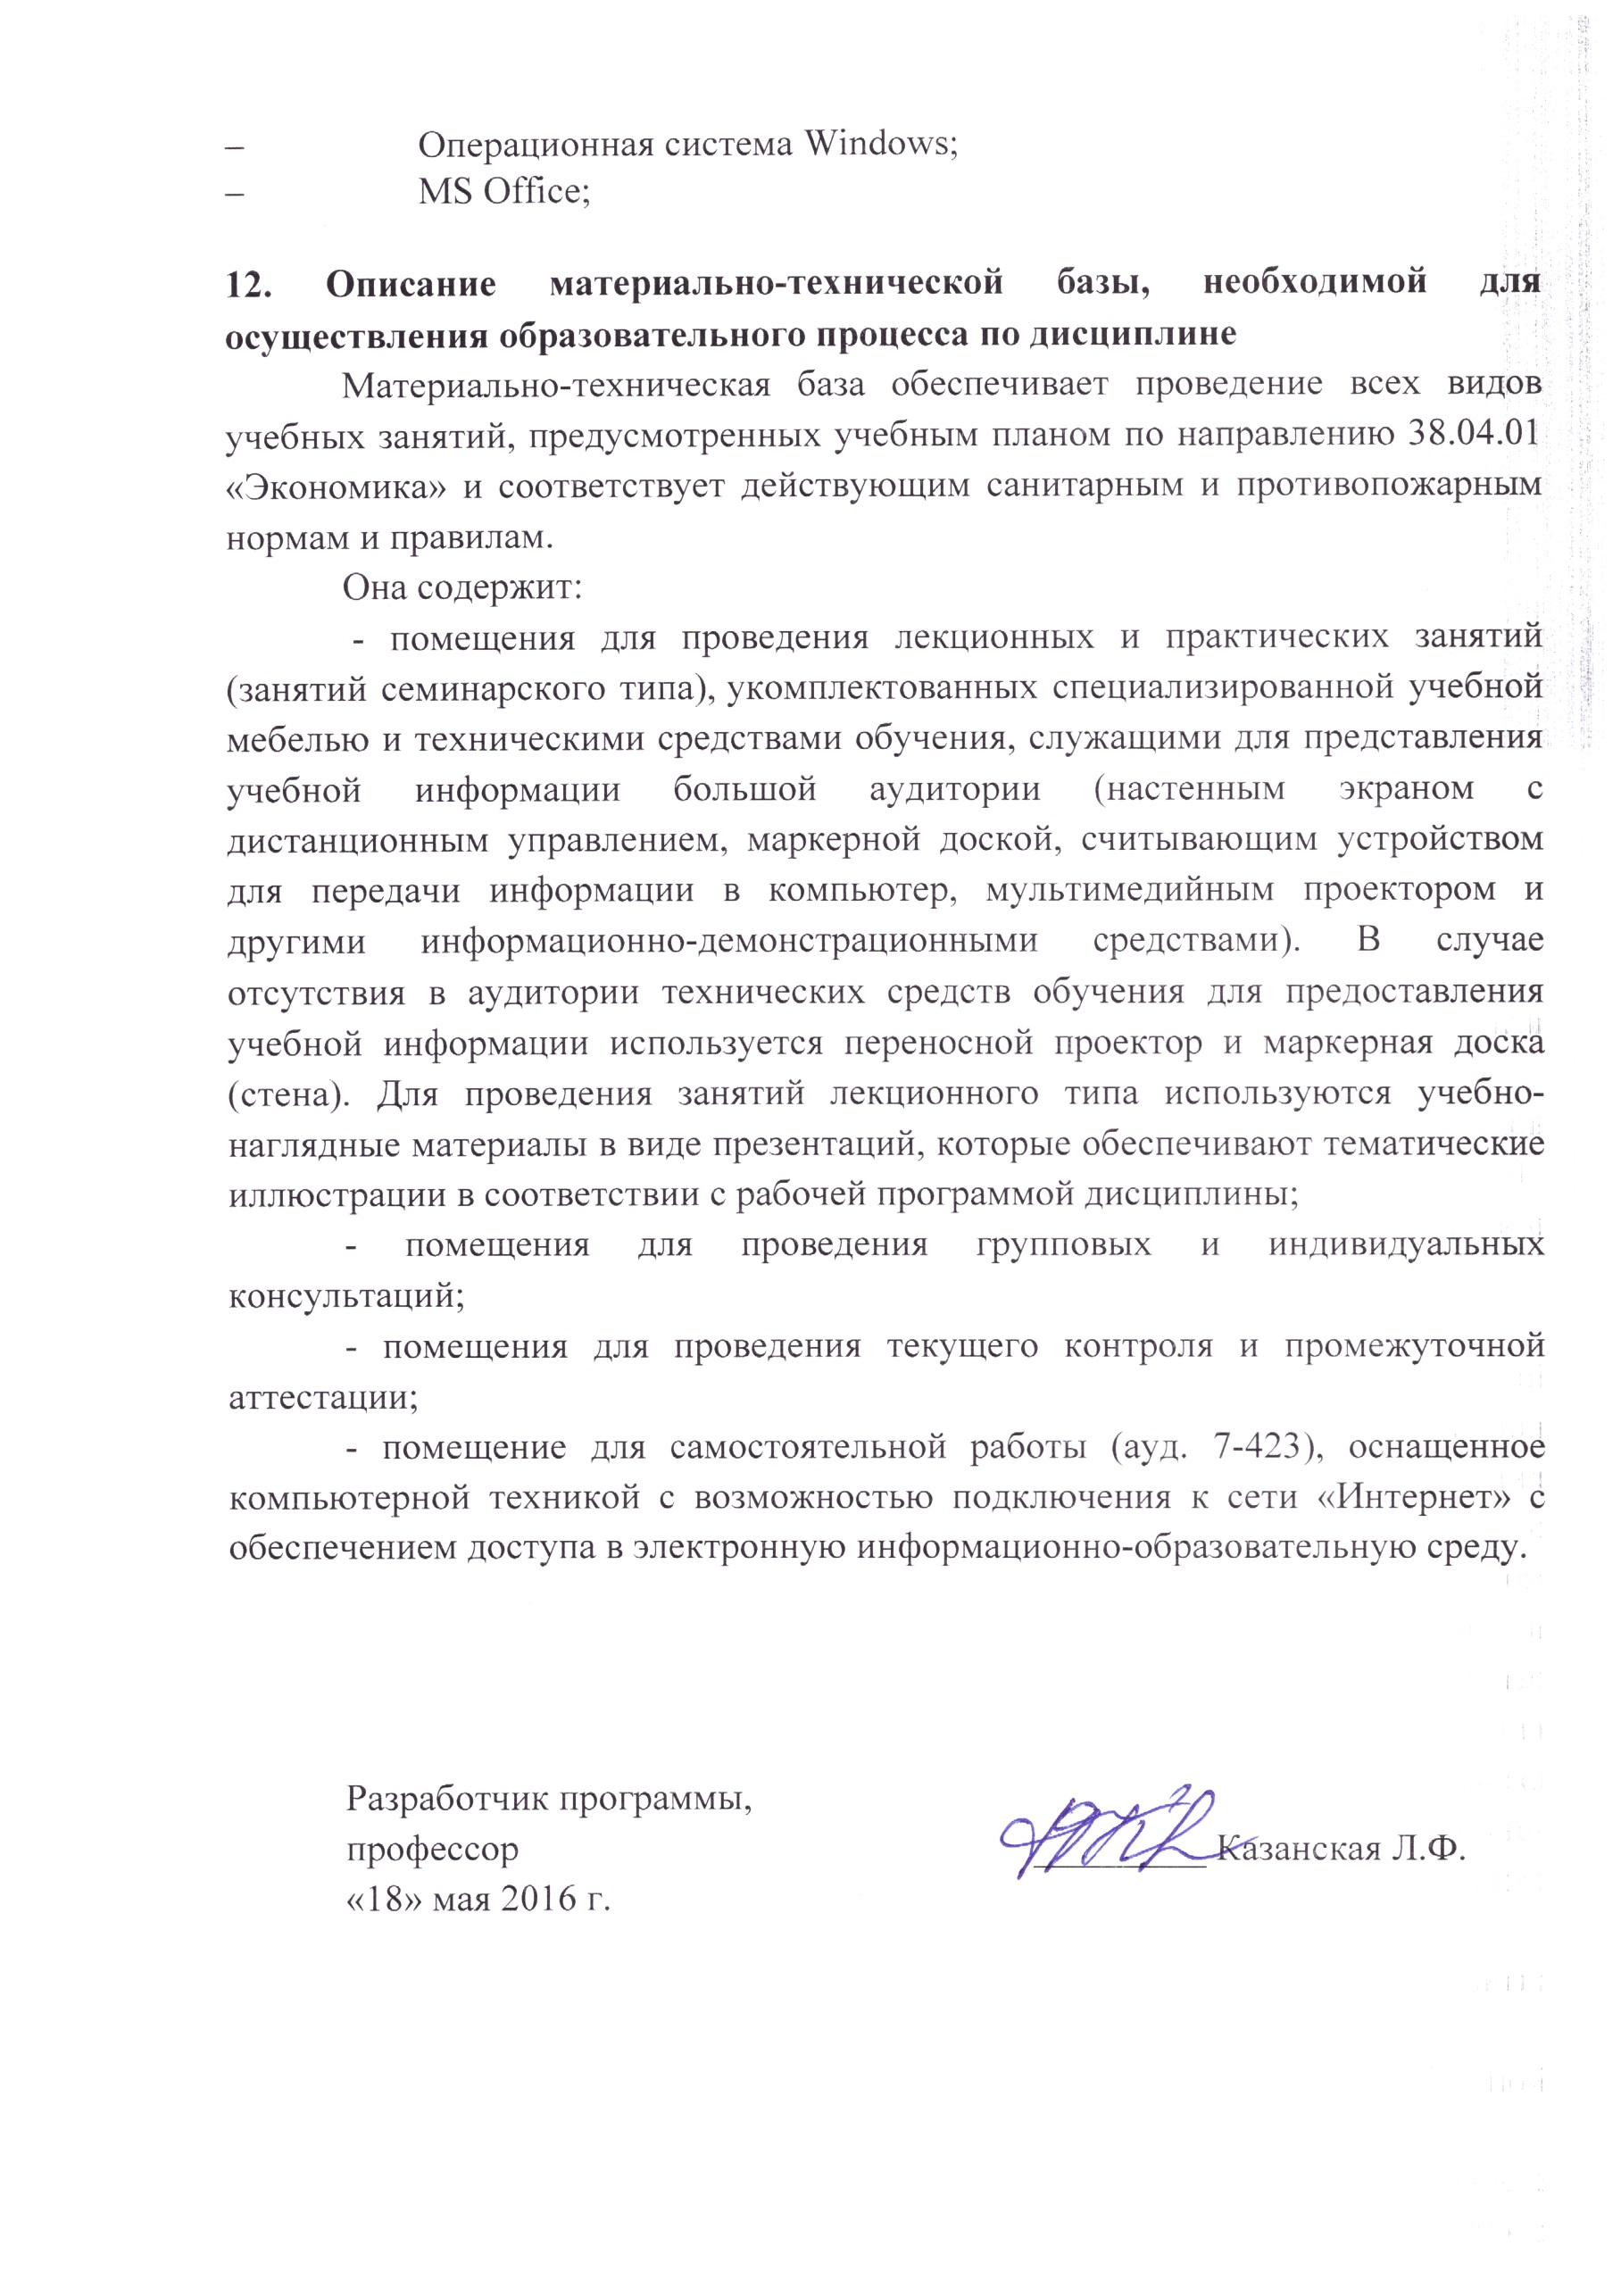 – Операционная система Windows;
– MS Office;
12. Описание материально-технической базы, необходимой для
осуществления образовательного процесса по дисциплине
Материально-техническая база обеспечивает проведение всех видов
учебных занятий, предусмотренных учебным планом по направлению 38.04.01
«Экономика» и соответствует действующим санитарным и противопожарным
нормам и правилам.
Она содержит:
- помещения для проведения лекционных и практических занятий
(занятий семинарского типа), укомплектованных специализированной учебной
мебелью и техническими средствами обучения, служащими для представления
учебной информации большой аудитории (настенным экраном с
дистанционным управлением, маркерной доской, считывающим устройством
для передачи информации в компьютер, мультимедийным проектором и
другими информационно-демонстрационными средствами). В случае
отсутствия в аудитории технических средств обучения для предоставления
учебной информации используется переносной проектор и маркерная доска
(стена). Для проведения занятий лекционного типа используются учебно-
наглядные материалы в виде презентаций, которые обеспечивают тематические
иллюстрации в соответствии с рабочей программой дисциплины;
- помещения для проведения групповых и индивидуальных
консультаций;
- помещения для проведения текущего контроля и промежуточной
аттестации;
- помещение для самостоятельной работы (ауд. 7-423), оснащенное
компьютерной техникой с возможностью подключения к сети «Интернет» с
обеспечением доступа в электронную информационно-образовательную среду.
Разработчик программы,
профессор Казанская Л.Ф.
«18» мая 2016 г.